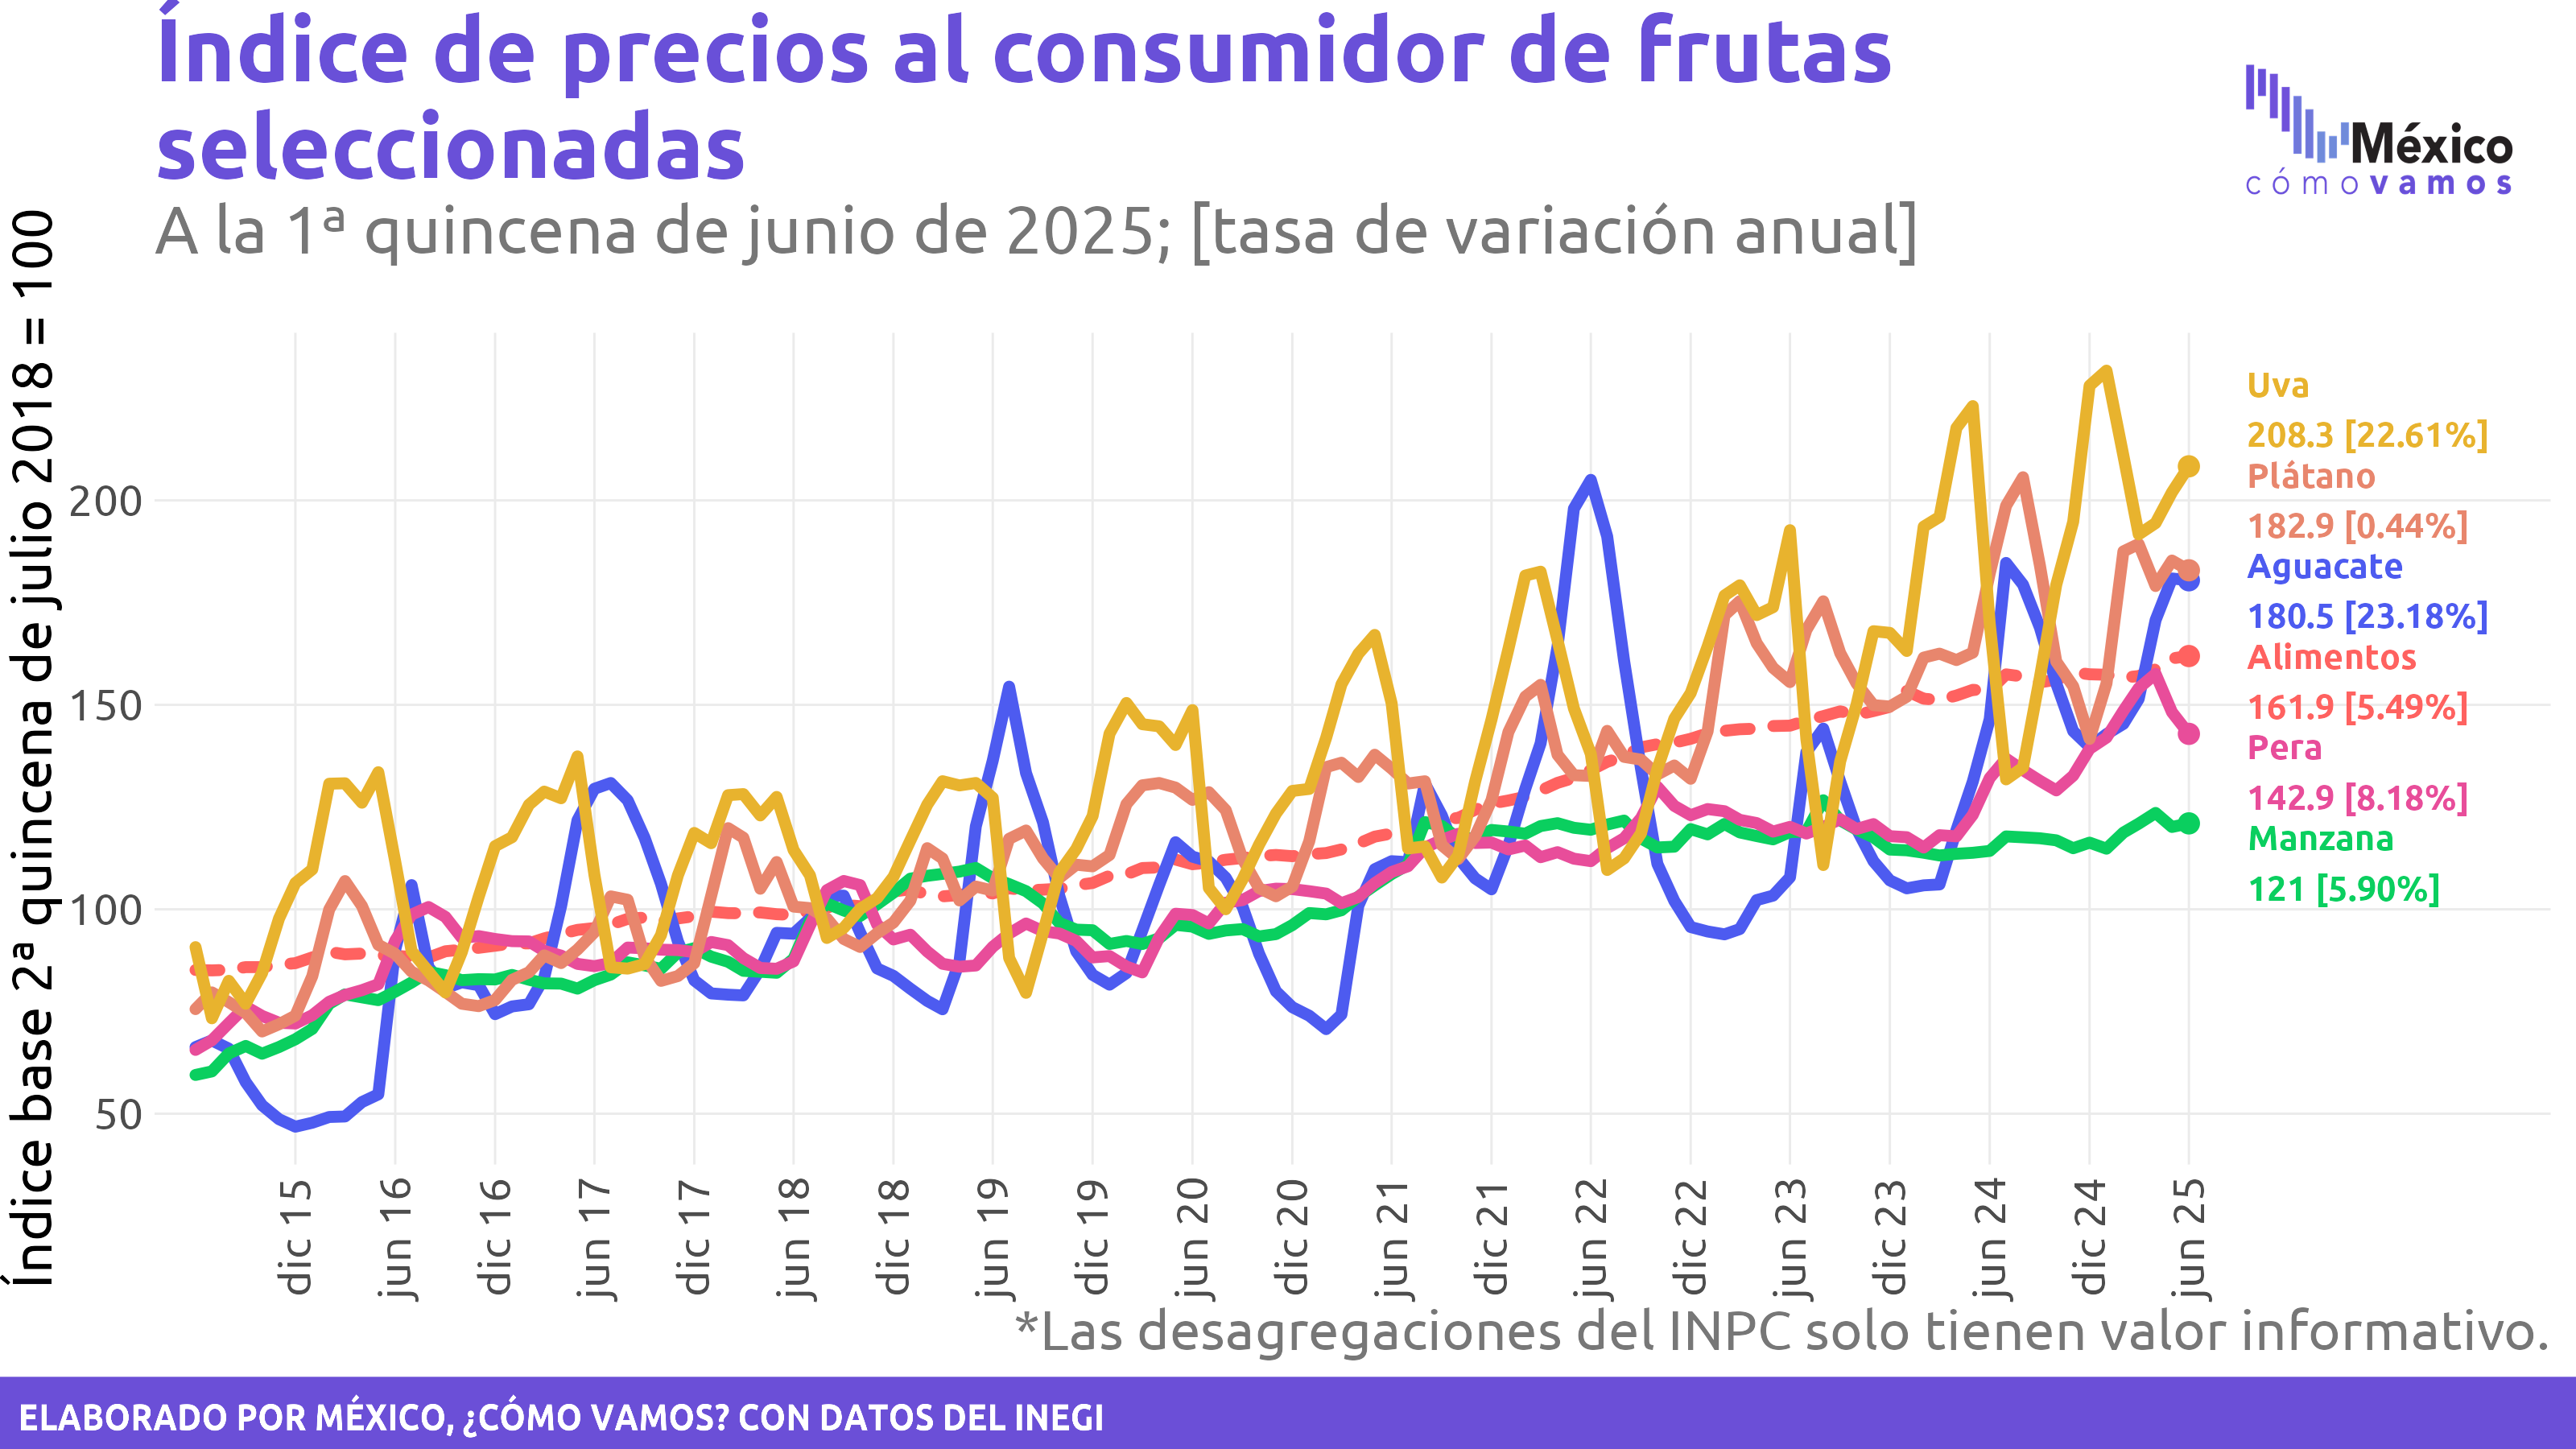 Índice de precios al consumidor de frutas
seleccionadas
A la 1ª quincena de junio de 2025; [tasa de variación anual]
México
cómo vamos
Índice base 2ª quincena de julio 2018 = 100
200
150
100
50
Uva
208.3 [22.61%]
Plátano
182.9 [0.44%]
Aguacate
180.5 [23.18%]
Alimentos
161.9 [5.49%]
Pera
142.9 [8.18%]
Manzana
121 [5.90%]
dic 15
jun 16
dic 16
jun 17
dic 17
jun 18
dic 18
jun 19
dic 19
jun 20
dic 20
jun 21
dic 21
jun 22
dic 22
jun 23
dic 23
jun 24
dic 24
jun 25
*Las desagregaciones del INPC solo tienen valor informativo.
ELABORADO POR MÉXICO, ¿CÓMO VAMOS? CON DATOS DEL INEGI